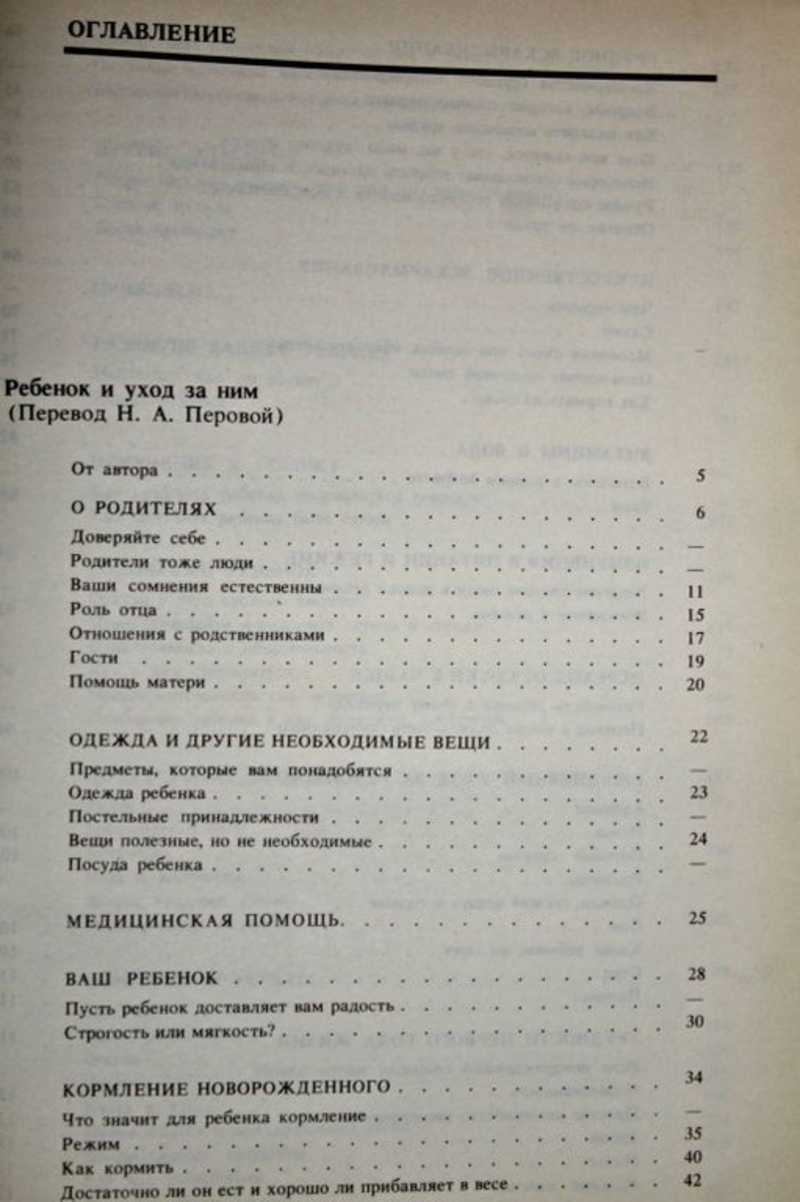 ОГЛАВЛЕНИЕ
Ребенок и уход за ним
(Перевод Н. А. Перовой)
От автора . . . . . . . . . . . . . . . . . . . . . 5
О РОДИТЕЛЯХ . . . . . . . . . . . . . . . . . . . 6
Доверяйте себе . . . . . . . . . . . . . . . . . . . —
Родители тоже люди . . . . . . . . . . . . . . . . . —
Ваши сомнения естественны . . . . . . . . . . . . . . 11
Роль отца . . . . . . . . . . . . . . . . . . . . . 15
Отношения с родственниками . . . . . . . . . . . . . . 17
Гости . . . . . . . . . . . . . . . . . . . . . . 19
Помощь матери . . . . . . . . . . . . . . . . . . . 20
ОДЕЖДА И ДРУГИЕ НЕОБХОДИМЫЕ ВЕЩИ . . . . . . . 22
Предметы, которые вам понадобятся . . . . . . . . . . . —
Одежда ребенка . . . . . . . . . . . . . . . . . . . 23
Постельные принадлежности . . . . . . . . . . . . . . —
Вещи полезные, но не необходимые . . . . . . . . . . . . 24
Посуда ребенка . . . . . . . . . . . . . . . . . . . —
МЕДИЦИНСКАЯ ПОМОЩЬ. . . . . . . . . . . . . . 25
ВАШ РЕБЕНОК . . . . . . . . . . . . . . . . . . . 28
Пусть ребенок доставляет вам радость . . . . . . . . . . . —
Строгость или мягкость? . . . . . . . . . . . . . . . . 30
КОРМЛЕНИЕ НОВОРОЖДЕННОГО . . . . . . . . . . . 34
Что значит для ребенка кормление . . . . . . . . . . . . —
Режим . . . . . . . . . . . . . . . . . . . . . . 35
Как кормить . . . . . . . . . . . . . . . . . . . . 40
Достаточно ли он ест и хорошо ли прибавляет в весе . . . . . . 42